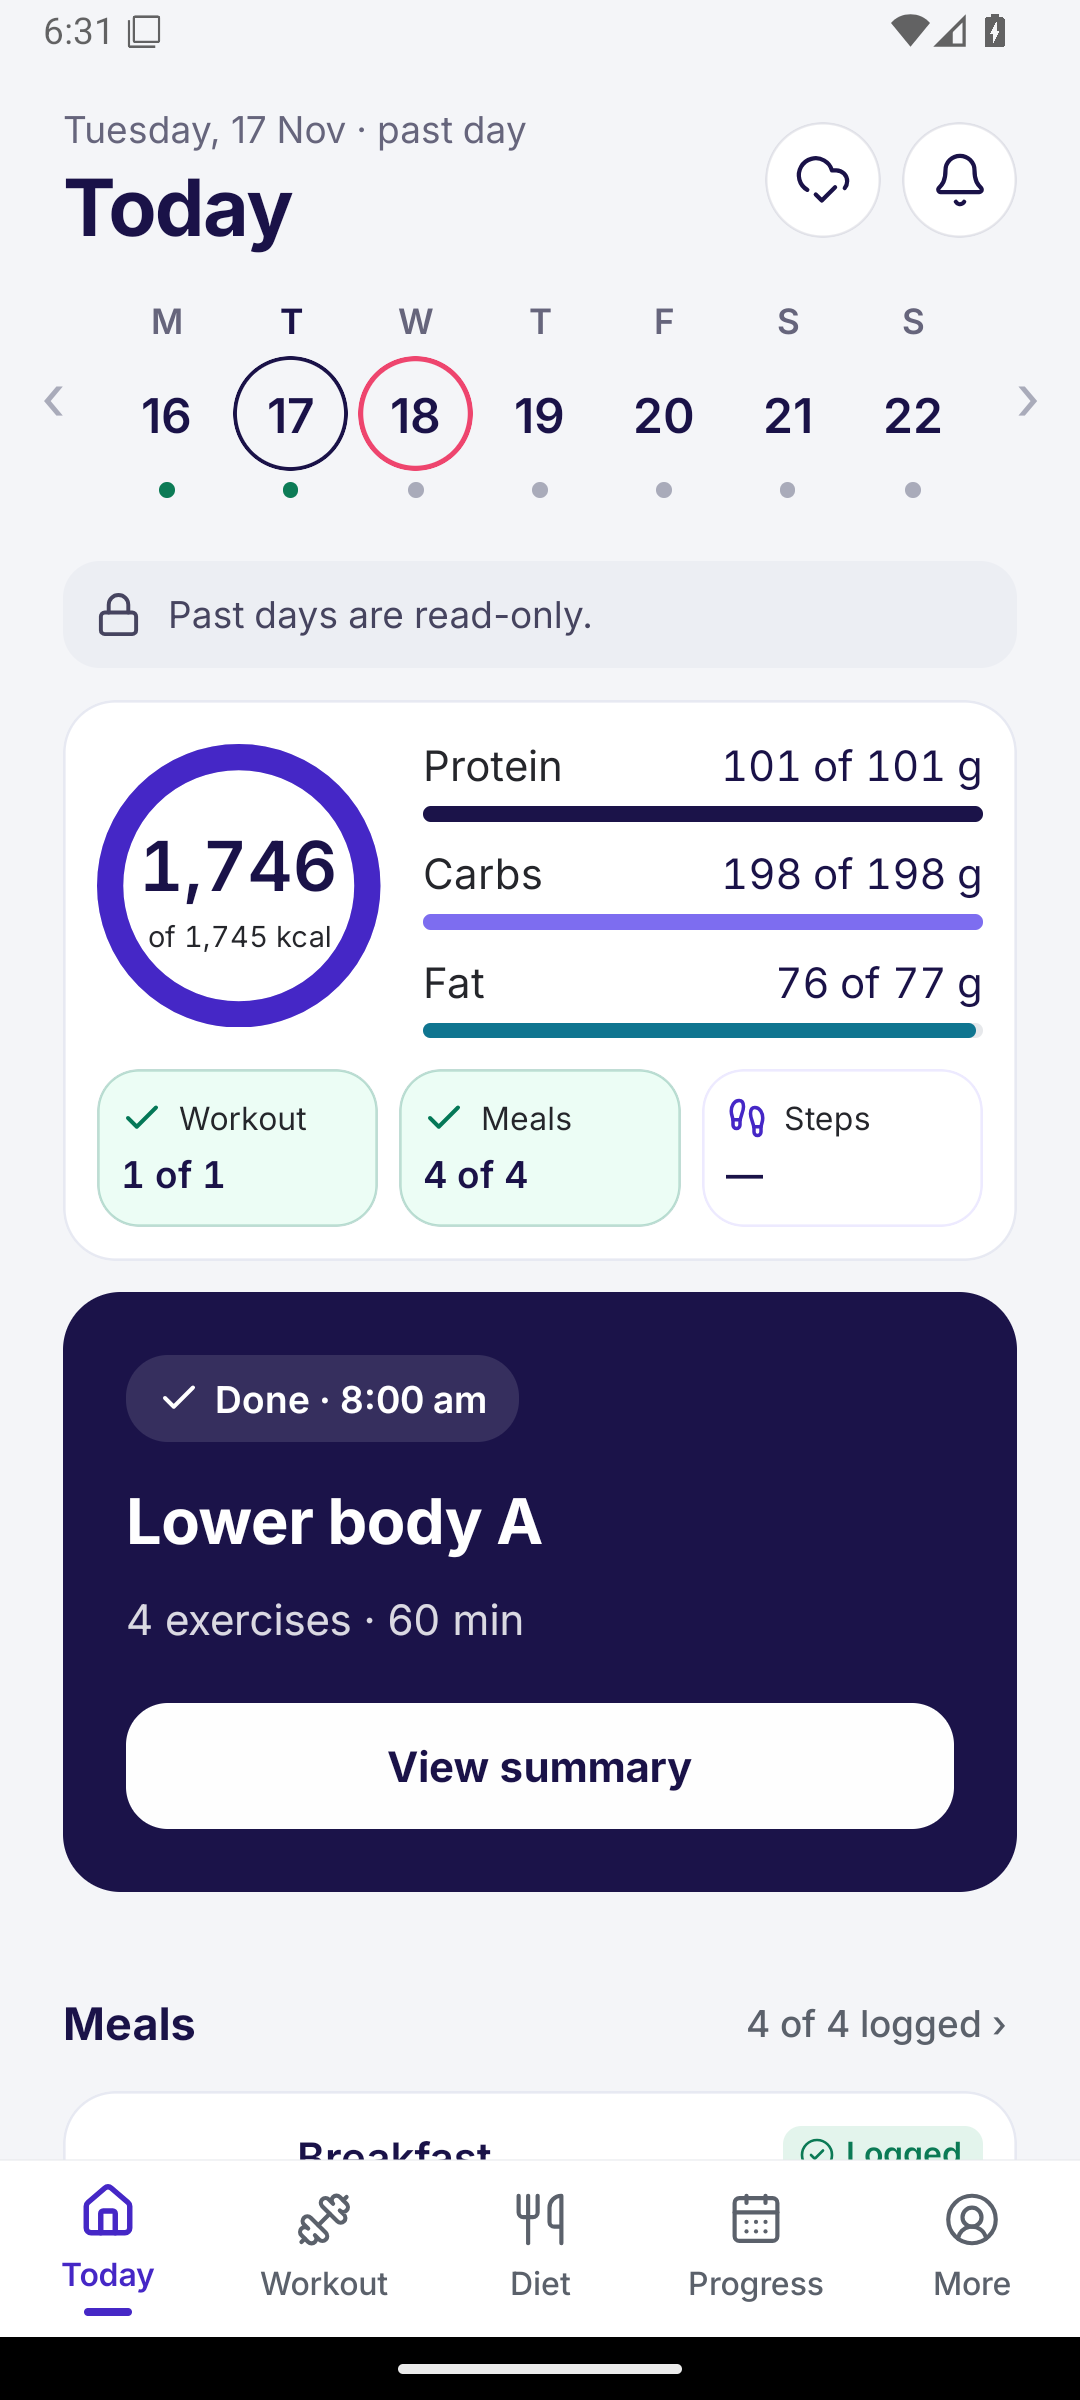 6:31
Tuesday, 17 Nov · past day
Today
M T W T F S S
‹ 16 17 18 19 20 21 22 ›
Past days are read-only.
1,746
of 1,745 kcal
Protein 101 of 101 g
Carbs 198 of 198 g
Fat 76 of 77 g
Workout
1 of 1
Meals
4 of 4
Steps
—
Done · 8:00 am
Lower body A
4 exercises · 60 min
View summary
Meals 4 of 4 logged ›
Breakfast Logged
Today Workout Diet Progress More